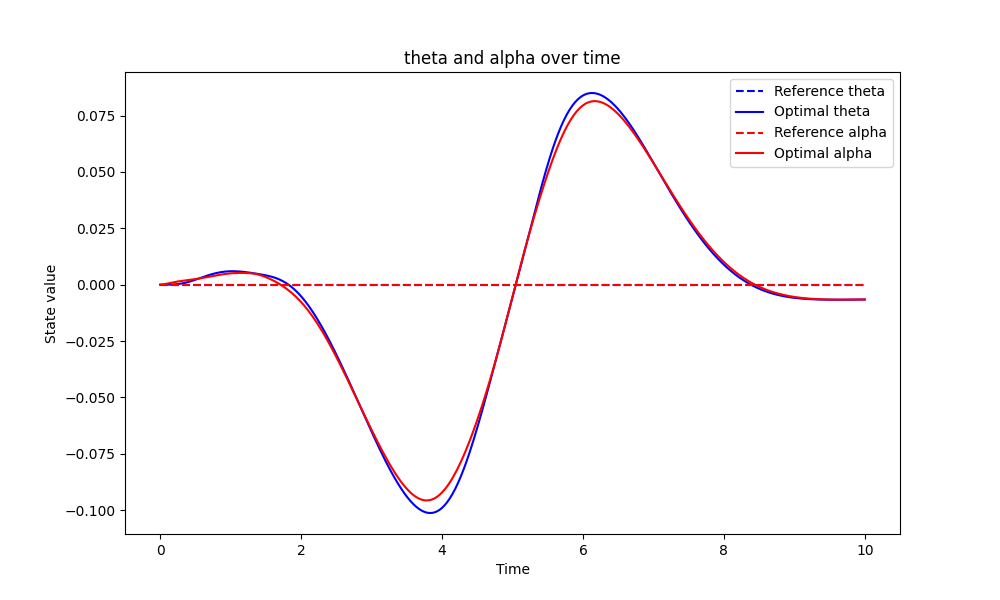 theta and alpha over time
Reference theta
Optimal theta
Reference alpha
Optimal alpha
0.075
0.050
0.025
0.000
−0.025
−0.050
−0.075
−0.100
State value
0 2 4 6 8 10
Time